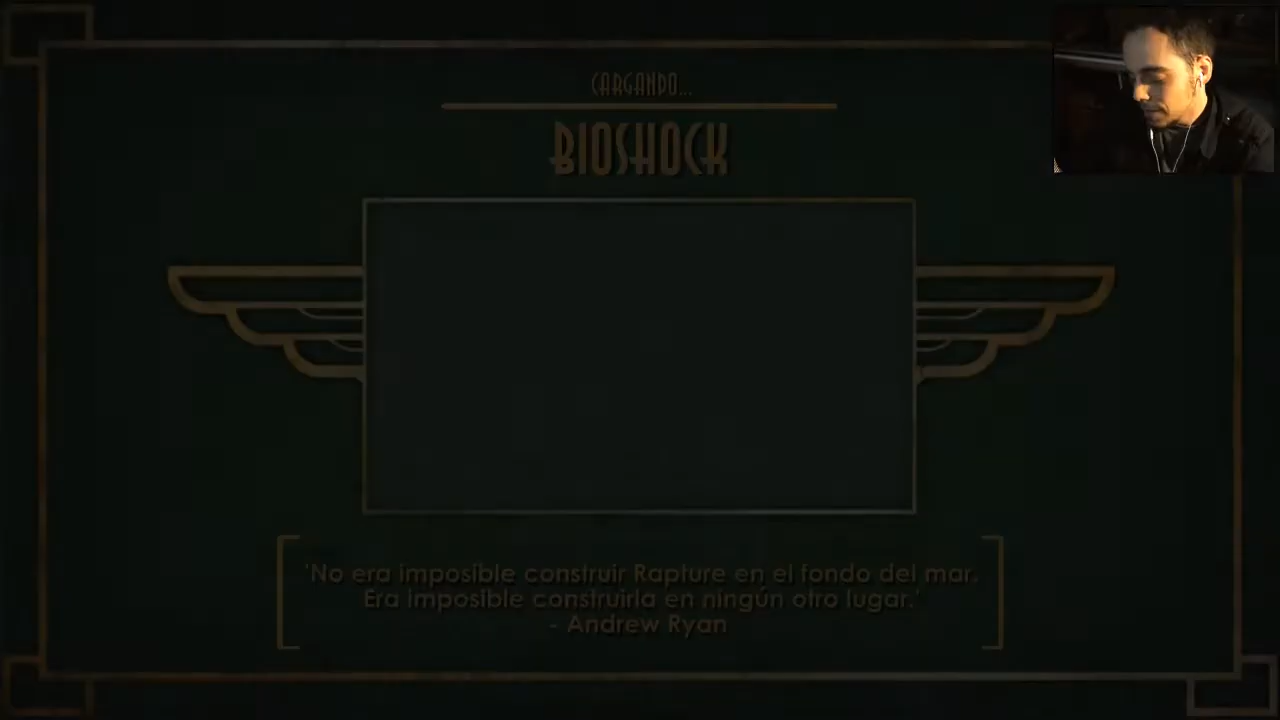 CARGANDO...
BIOSHOCK
'No era imposible construir Rapture en el fondo del mar.
Era imposible construirla en ningún otro lugar.'
- Andrew Ryan